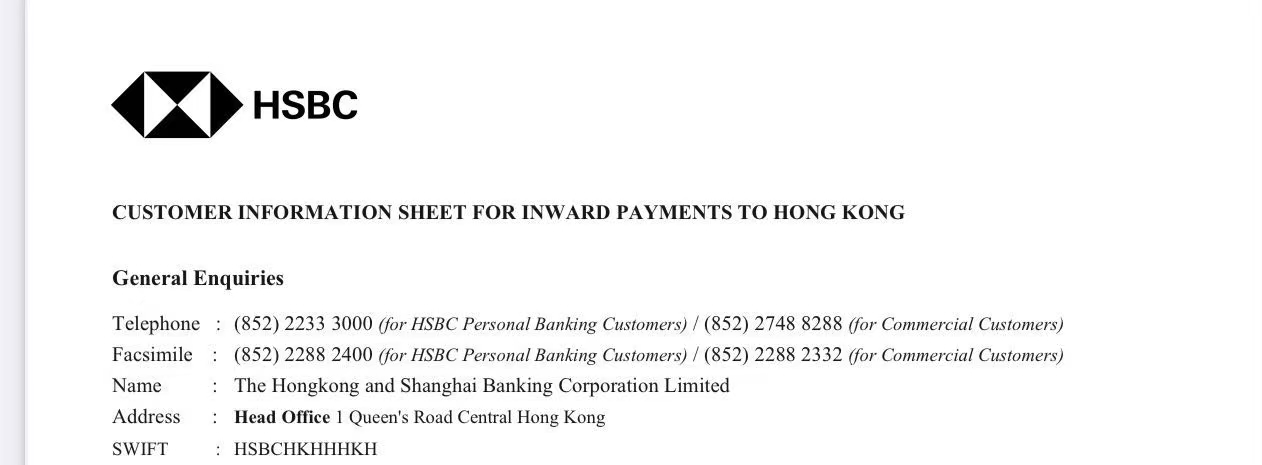 HSBC
CUSTOMER INFORMATION SHEET FOR INWARD PAYMENTS TO HONG KONG
General Enquiries
Telephone : (852) 2233 3000 (for HSBC Personal Banking Customers) / (852) 2748 8288 (for Commercial Customers)
Facsimile : (852) 2288 2400 (for HSBC Personal Banking Customers) / (852) 2288 2332 (for Commercial Customers)
Name : The Hongkong and Shanghai Banking Corporation Limited
Address : Head Office 1 Queen's Road Central Hong Kong
SWIFT : HSBCHKHHHKH